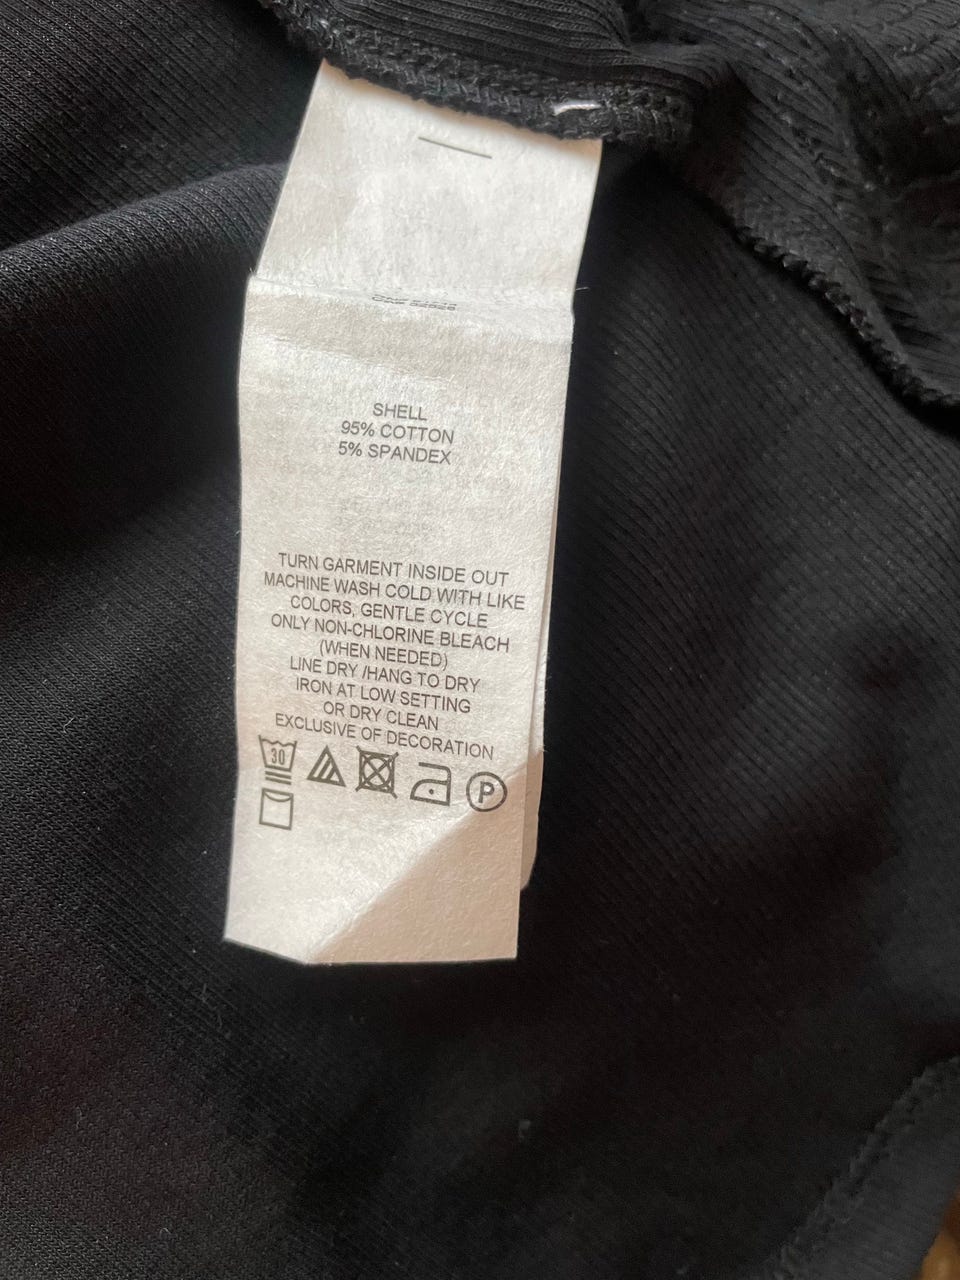 SHELL
95% COTTON
5% SPANDEX
TURN GARMENT INSIDE OUT
MACHINE WASH COLD WITH LIKE
COLORS, GENTLE CYCLE
ONLY NON-CHLORINE BLEACH
(WHEN NEEDED)
LINE DRY /HANG TO DRY
IRON AT LOW SETTING
OR DRY CLEAN
EXCLUSIVE OF DECORATION
30
P